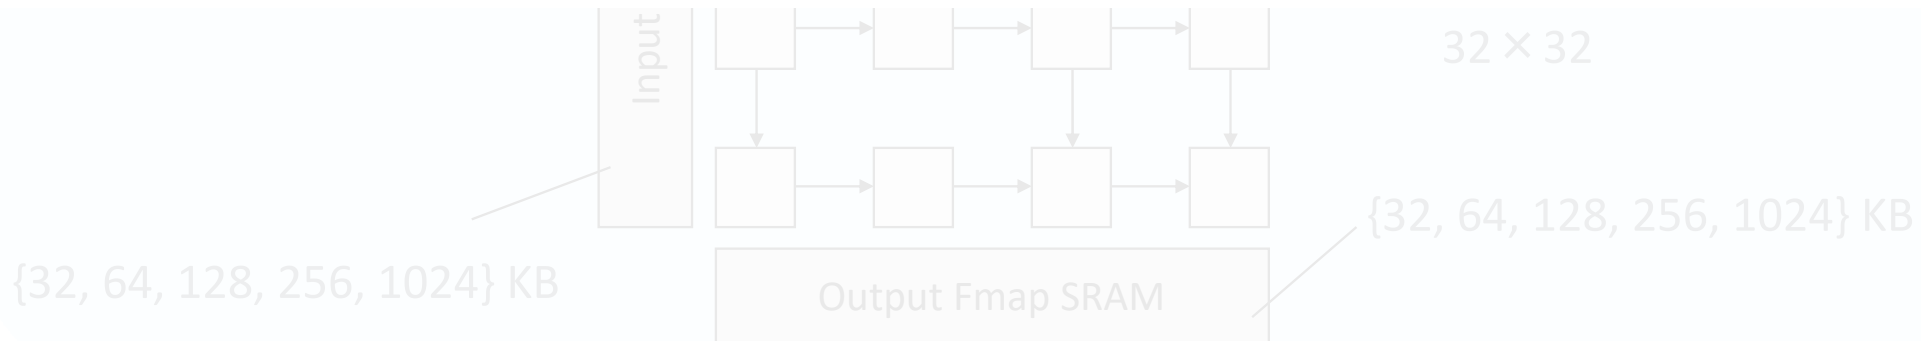 Input
32×32
{32, 64, 128, 256, 1024} KB
{32, 64, 128, 256, 1024} KB
Output Fmap SRAM